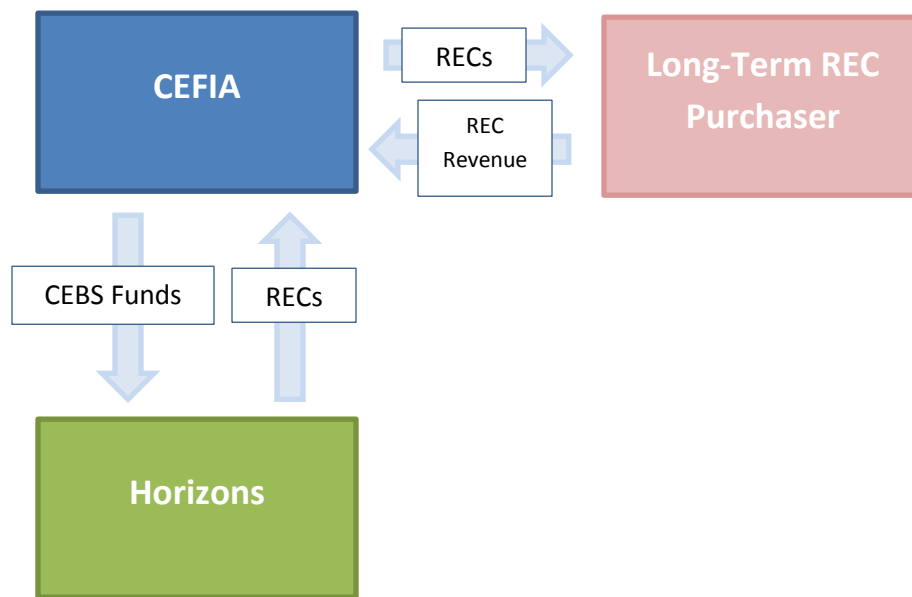 CEFIA
RECs
Long-Term REC
Purchaser
REC
Revenue
CEBS Funds
RECs
Horizons